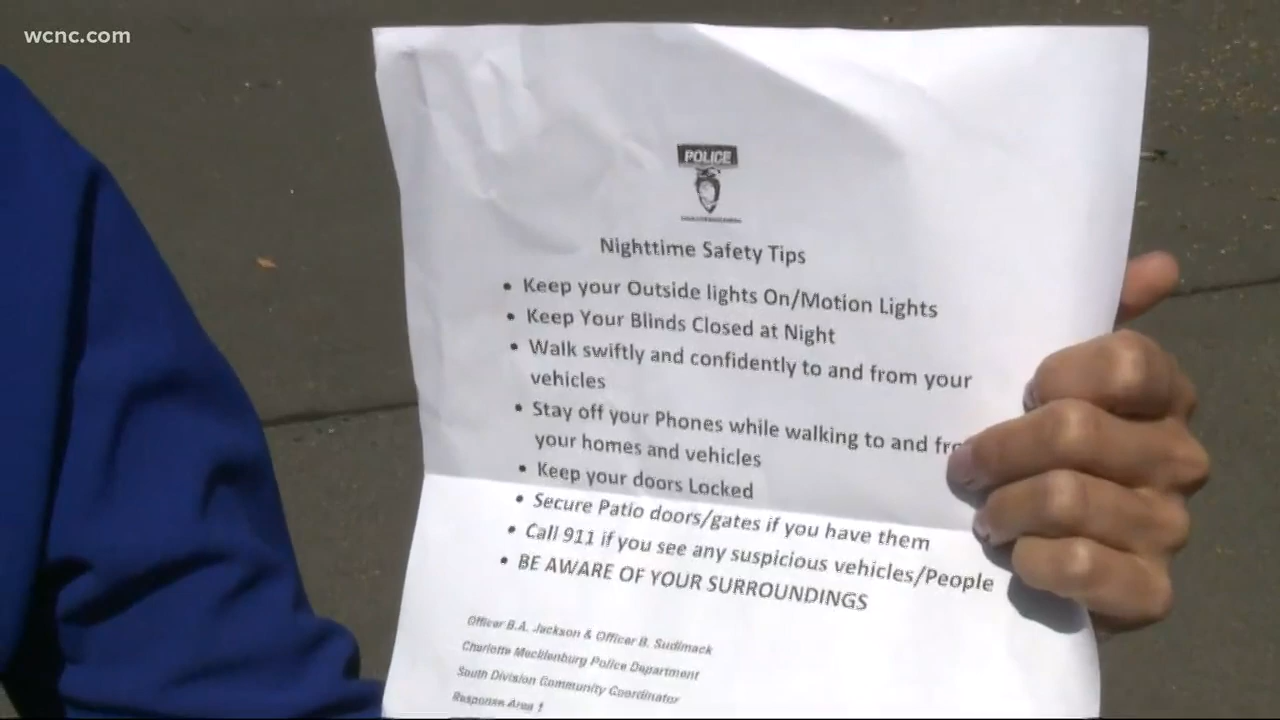 wcnc.com
POLICE
Nighttime Safety Tips
• Keep your Outside lights On/Motion Lights
• Keep Your Blinds Closed at Night
• Walk swiftly and confidently to and from your
vehicles
• Stay off your Phones while walking to and fro
your homes and vehicles
• Keep your doors Locked
• Secure Patio doors/gates if you have them
• Call 911 if you see any suspicious vehicles/People
• BE AWARE OF YOUR SURROUNDINGS
Officer B.A. Jackson & Officer B. Sudimack
Charlotte Mecklenburg Police Department
South Division Community Coordinator
Response Area 1